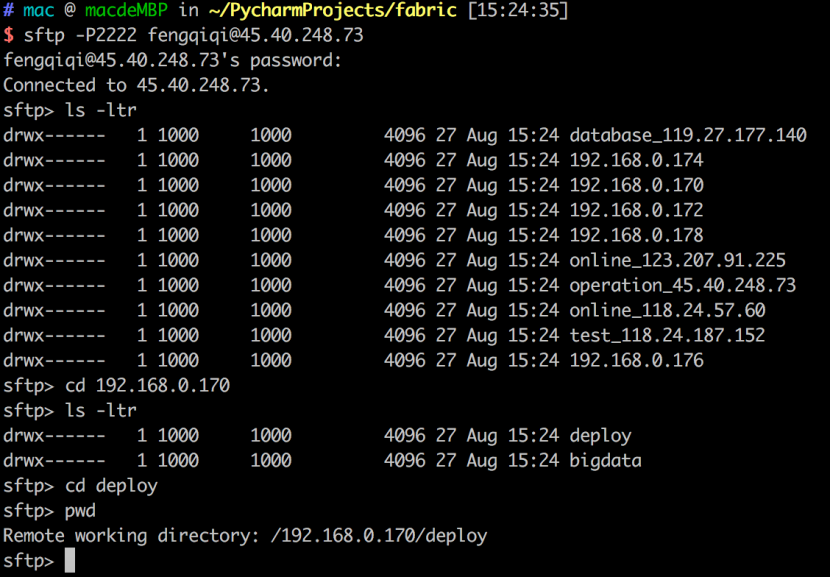 # mac @ macdeMBP in ~/PycharmProjects/fabric [15:24:35]
$ sftp -P2222 fengqiqi@45.40.248.73
fengqiqi@45.40.248.73's password:
Connected to 45.40.248.73.
sftp> ls -ltr
drwx------   1 1000     1000         4096 27 Aug 15:24 database_119.27.177.140
drwx------   1 1000     1000         4096 27 Aug 15:24 192.168.0.174
drwx------   1 1000     1000         4096 27 Aug 15:24 192.168.0.170
drwx------   1 1000     1000         4096 27 Aug 15:24 192.168.0.172
drwx------   1 1000     1000         4096 27 Aug 15:24 192.168.0.178
drwx------   1 1000     1000         4096 27 Aug 15:24 online_123.207.91.225
drwx------   1 1000     1000         4096 27 Aug 15:24 operation_45.40.248.73
drwx------   1 1000     1000         4096 27 Aug 15:24 online_118.24.57.60
drwx------   1 1000     1000         4096 27 Aug 15:24 test_118.24.187.152
drwx------   1 1000     1000         4096 27 Aug 15:24 192.168.0.176
sftp> cd 192.168.0.170
sftp> ls -ltr
drwx------   1 1000     1000         4096 27 Aug 15:24 deploy
drwx------   1 1000     1000         4096 27 Aug 15:24 bigdata
sftp> cd deploy
sftp> pwd
Remote working directory: /192.168.0.170/deploy
sftp>